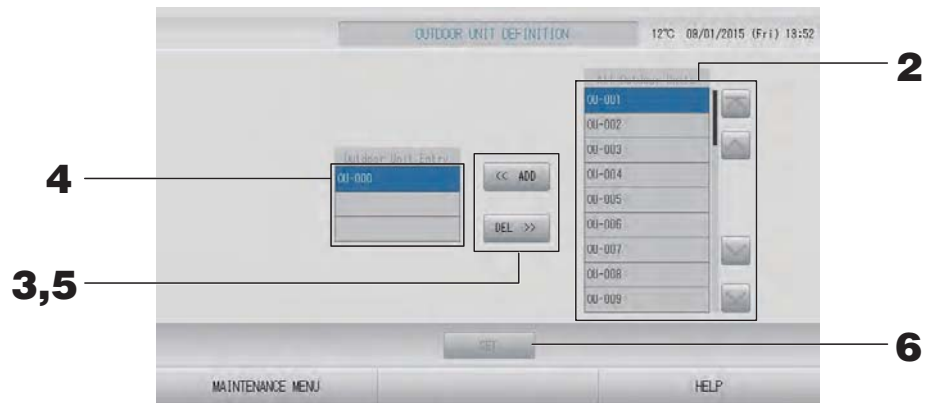 OUTDOOR UNIT DEFINITION
12°C 09/01/2015 (Fri) 13:52
2
All Outdoor Units
OU-001
OU-002
OU-003
OU-004
OU-005
OU-006
OU-007
OU-008
OU-009
Outdoor Unit Entry
4
OU-000
<< ADD
DEL >>
3,5
SET
6
MAINTENANCE MENU
HELP